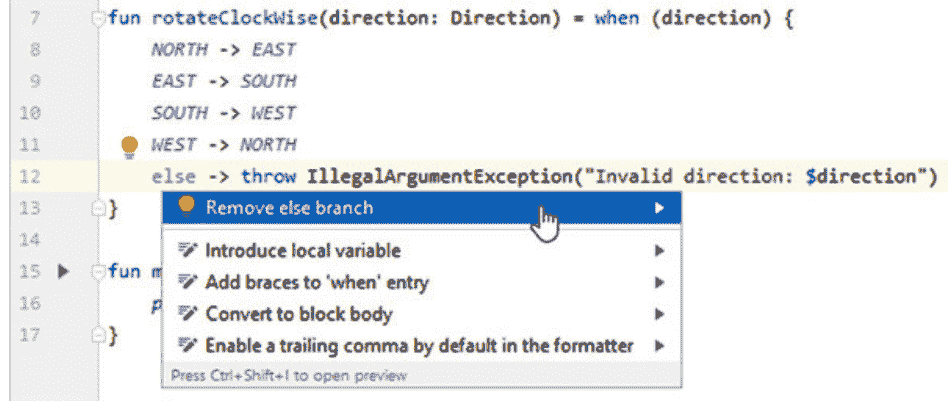 7 fun rotateClockWise(direction: Direction) = when (direction) {
8 NORTH -> EAST
9 EAST -> SOUTH
10 SOUTH -> WEST
11 WEST -> NORTH
12 else -> throw IllegalArgumentException("Invalid direction: $direction")
13 }
Remove else branch
14
Introduce local variable
15 fun m
Add braces to 'when' entry
16 p
Convert to block body
17 }
Enable a trailing comma by default in the formatter
Press Ctrl+Shift+I to open preview